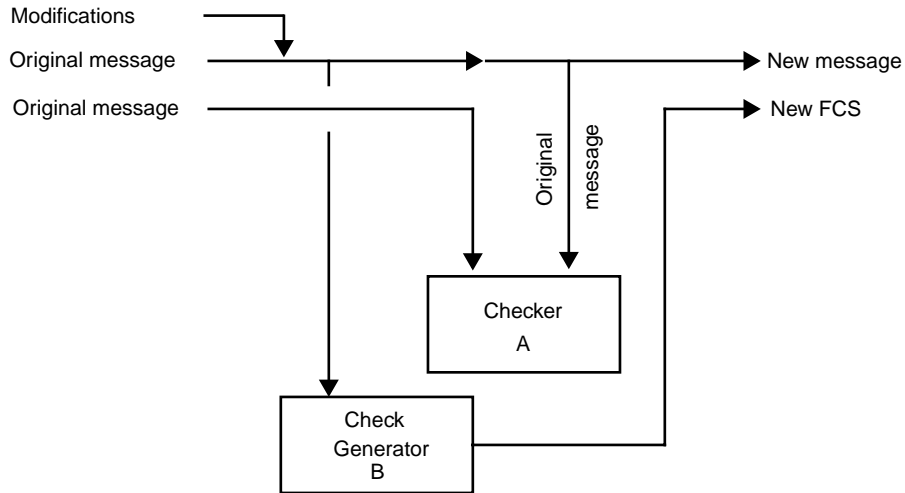 Modifications
Original message
New message
Original message
New FCS
Original
message
Checker
A
Check
Generator
B